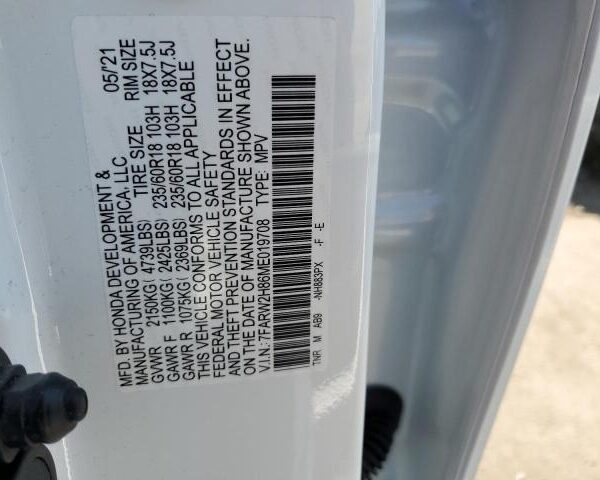 MFD. BY HONDA DEVELOPMENT &
MANUFACTURING OF AMERICA, LLC 05/'21
GVWR 2150KG( 4739LBS) TIRE SIZE RIM SIZE
GAWR F 1100KG( 2425LBS) 235/60R18 103H 18X7.5J
GAWR R 1075KG( 2369LBS) 235/60R18 103H 18X7.5J
THIS VEHICLE CONFORMS TO ALL APPLICABLE
FEDERAL MOTOR VEHICLE SAFETY
AND THEFT PREVENTION STANDARDS IN EFFECT
ON THE DATE OF MANUFACTURE SHOWN ABOVE.
V.I.N.:7FARW2H86ME019708 TYPE: MPV
TNR M AB9 -NH883PX -F -E